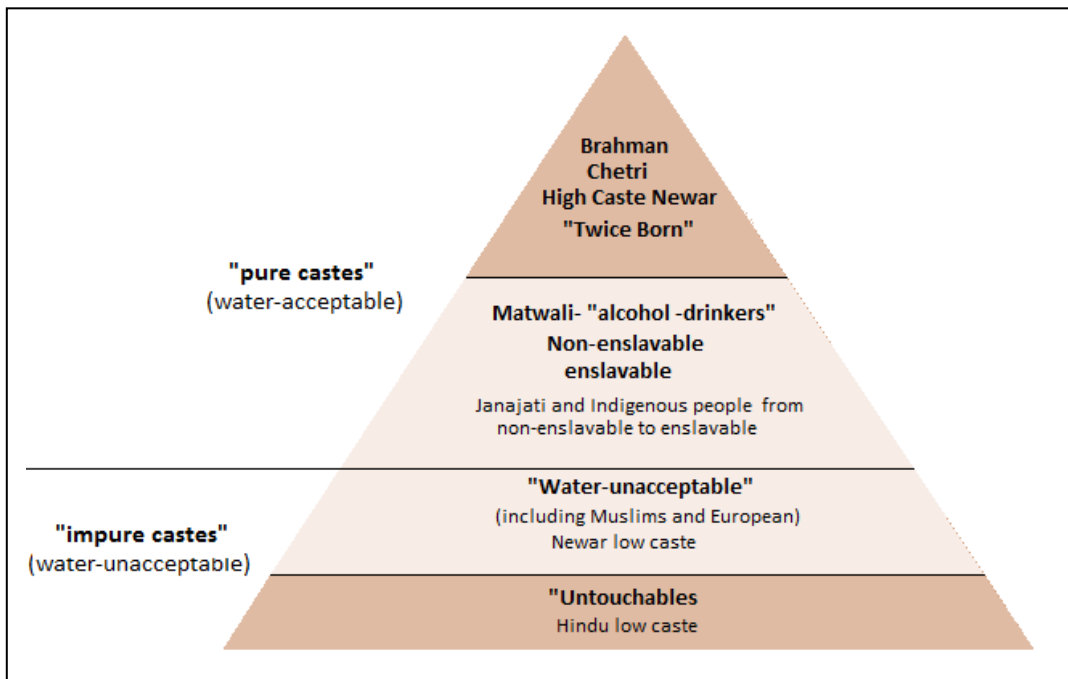 Brahman
Chetri
High Caste Newar
"Twice Born"
"pure castes"
(water-acceptable)
Matwali- "alcohol -drinkers"
Non-enslavable
enslavable
Janajati and Indigenous people from
non-enslavable to enslavable
"Water-unacceptable"
(including Muslims and European)
Newar low caste
"impure castes"
(water-unacceptable)
"Untouchables
Hindu low caste